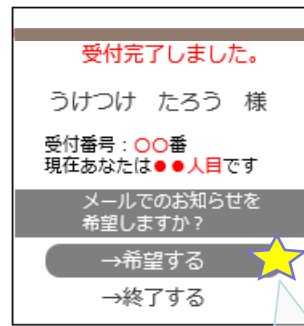 受付完了しました。
うけつけ　たろう　様
受付番号：〇〇番
現在あなたは●●人目です
メールでのお知らせを
希望しますか？
→希望する
→終了する